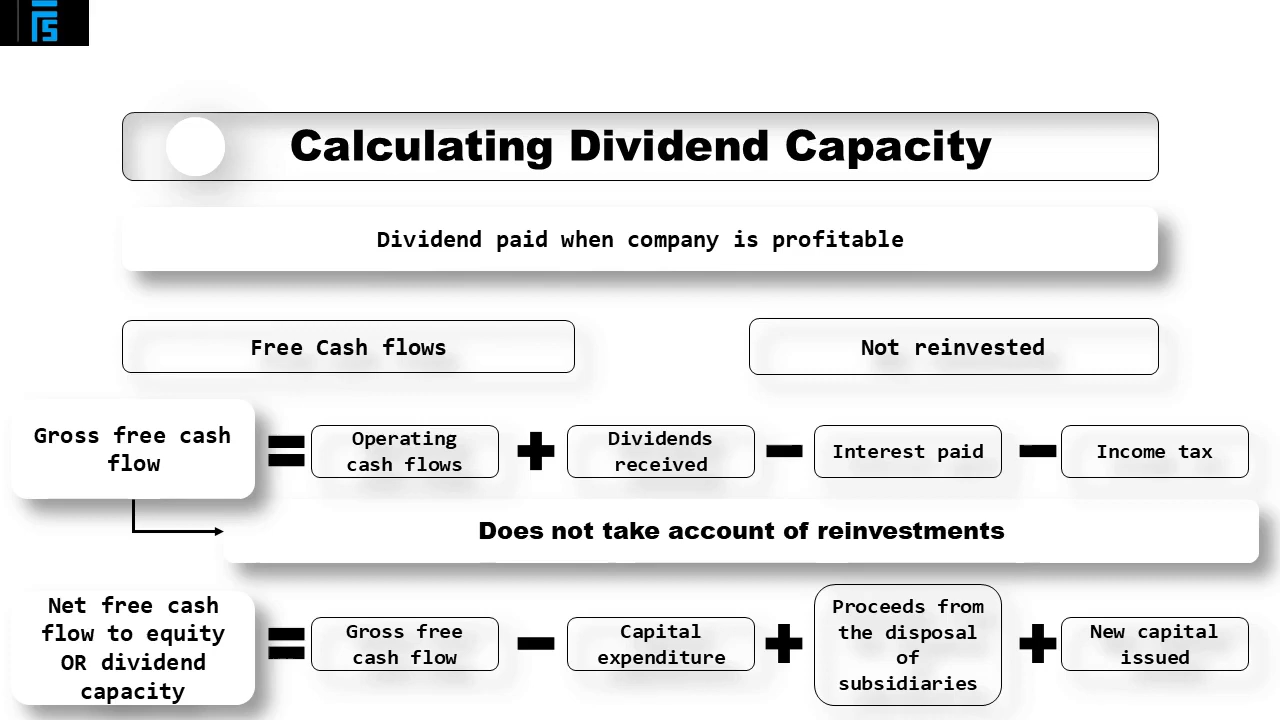 Calculating Dividend Capacity
Dividend paid when company is profitable
Free Cash flows
Not reinvested
Gross free cash
flow
=
Operating
cash flows
+
Dividends
received
-
Interest paid
-
Income tax
Does not take account of reinvestments
Net free cash
flow to equity
OR dividend
capacity
=
Gross free
cash flow
-
Capital
expenditure
+
Proceeds from
the disposal
of
subsidiaries
+
New capital
issued